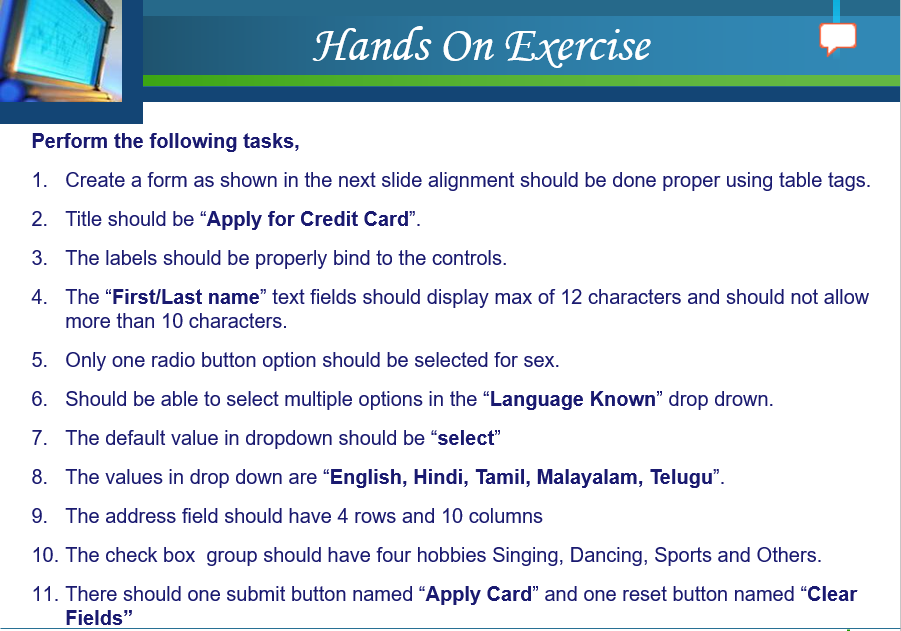 Hands On Exercise
Perform the following tasks,
1. Create a form as shown in the next slide alignment should be done proper using table tags.
2. Title should be “Apply for Credit Card”.
3. The labels should be properly bind to the controls.
4. The “First/Last name” text fields should display max of 12 characters and should not allow
more than 10 characters.
5. Only one radio button option should be selected for sex.
6. Should be able to select multiple options in the “Language Known” drop drown.
7. The default value in dropdown should be “select”
8. The values in drop down are “English, Hindi, Tamil, Malayalam, Telugu”.
9. The address field should have 4 rows and 10 columns
10. The check box  group should have four hobbies Singing, Dancing, Sports and Others.
11. There should one submit button named “Apply Card” and one reset button named “Clear
Fields”